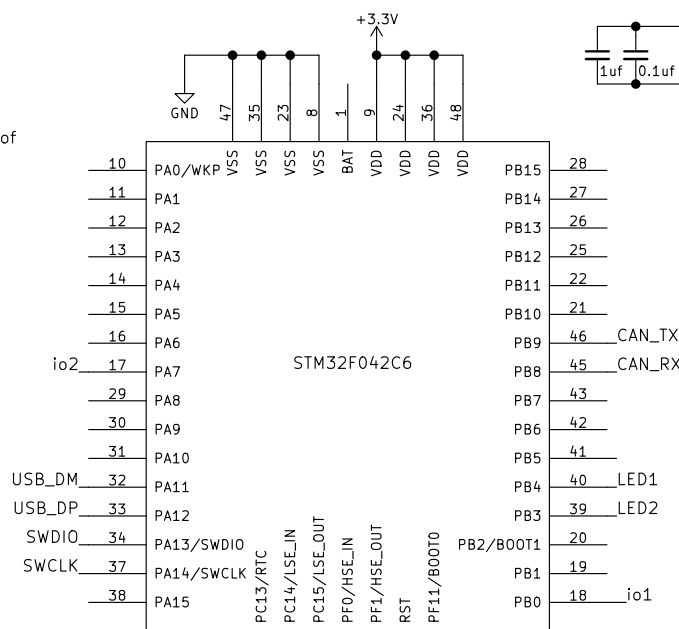 +3.3V
1uf 0.1uf
GND
47 35 23 8 1 9 24 36 48
of
VSS VSS VSS VSS BAT VDD VDD VDD VDD
10 PA0/WKP PB15 28
11 PA1 PB14 27
12 PA2 PB13 26
13 PA3 PB12 25
14 PA4 PB11 22
15 PA5 PB10 21
16 PA6 PB9 46 CAN_TX
STM32F042C6
io2 17 PA7 PB8 45 CAN_RX
29 PA8 PB7 43
30 PA9 PB6 42
31 PA10 PB5 41
USB_DM 32 PA11 PB4 40 LED1
USB_DP 33 PA12 PB3 39 LED2
SWDIO 34 PA13/SWDIO PB2/BOOT1 20
SWCLK 37 PA14/SWCLK PB1 19
38 PA15 PB0 18 io1
PC13/RTC
PC14/LSE_IN
PC15/LSE_OUT
PF0/HSE_IN
PF1/HSE_OUT
RST
PF11/BOOT0